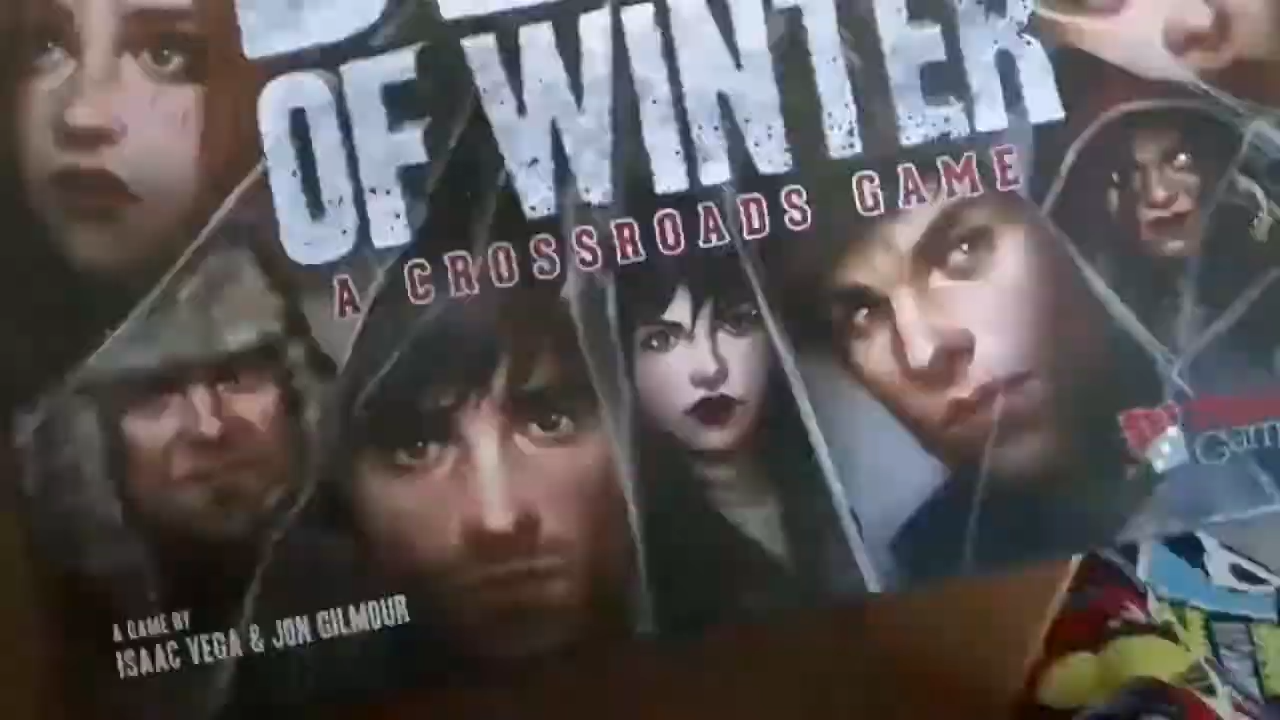 OF WINTER
A CROSSROADS GAME
A GAME BY
ISAAC VEGA & JON GILMOUR